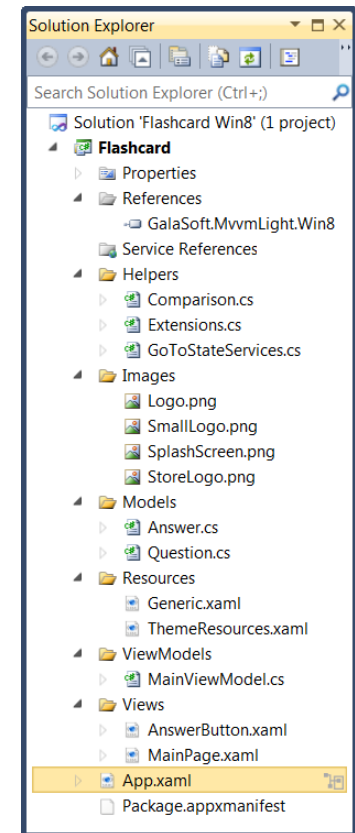 Solution Explorer
Search Solution Explorer (Ctrl+;)
Solution 'Flashcard Win8' (1 project)
Flashcard
Properties
References
GalaSoft.MvvmLight.Win8
Service References
Helpers
Comparison.cs
Extensions.cs
GoToStateServices.cs
Images
Logo.png
SmallLogo.png
SplashScreen.png
StoreLogo.png
Models
Answer.cs
Question.cs
Resources
Generic.xaml
ThemeResources.xaml
ViewModels
MainViewModel.cs
Views
AnswerButton.xaml
MainPage.xaml
App.xaml
Package.appxmanifest